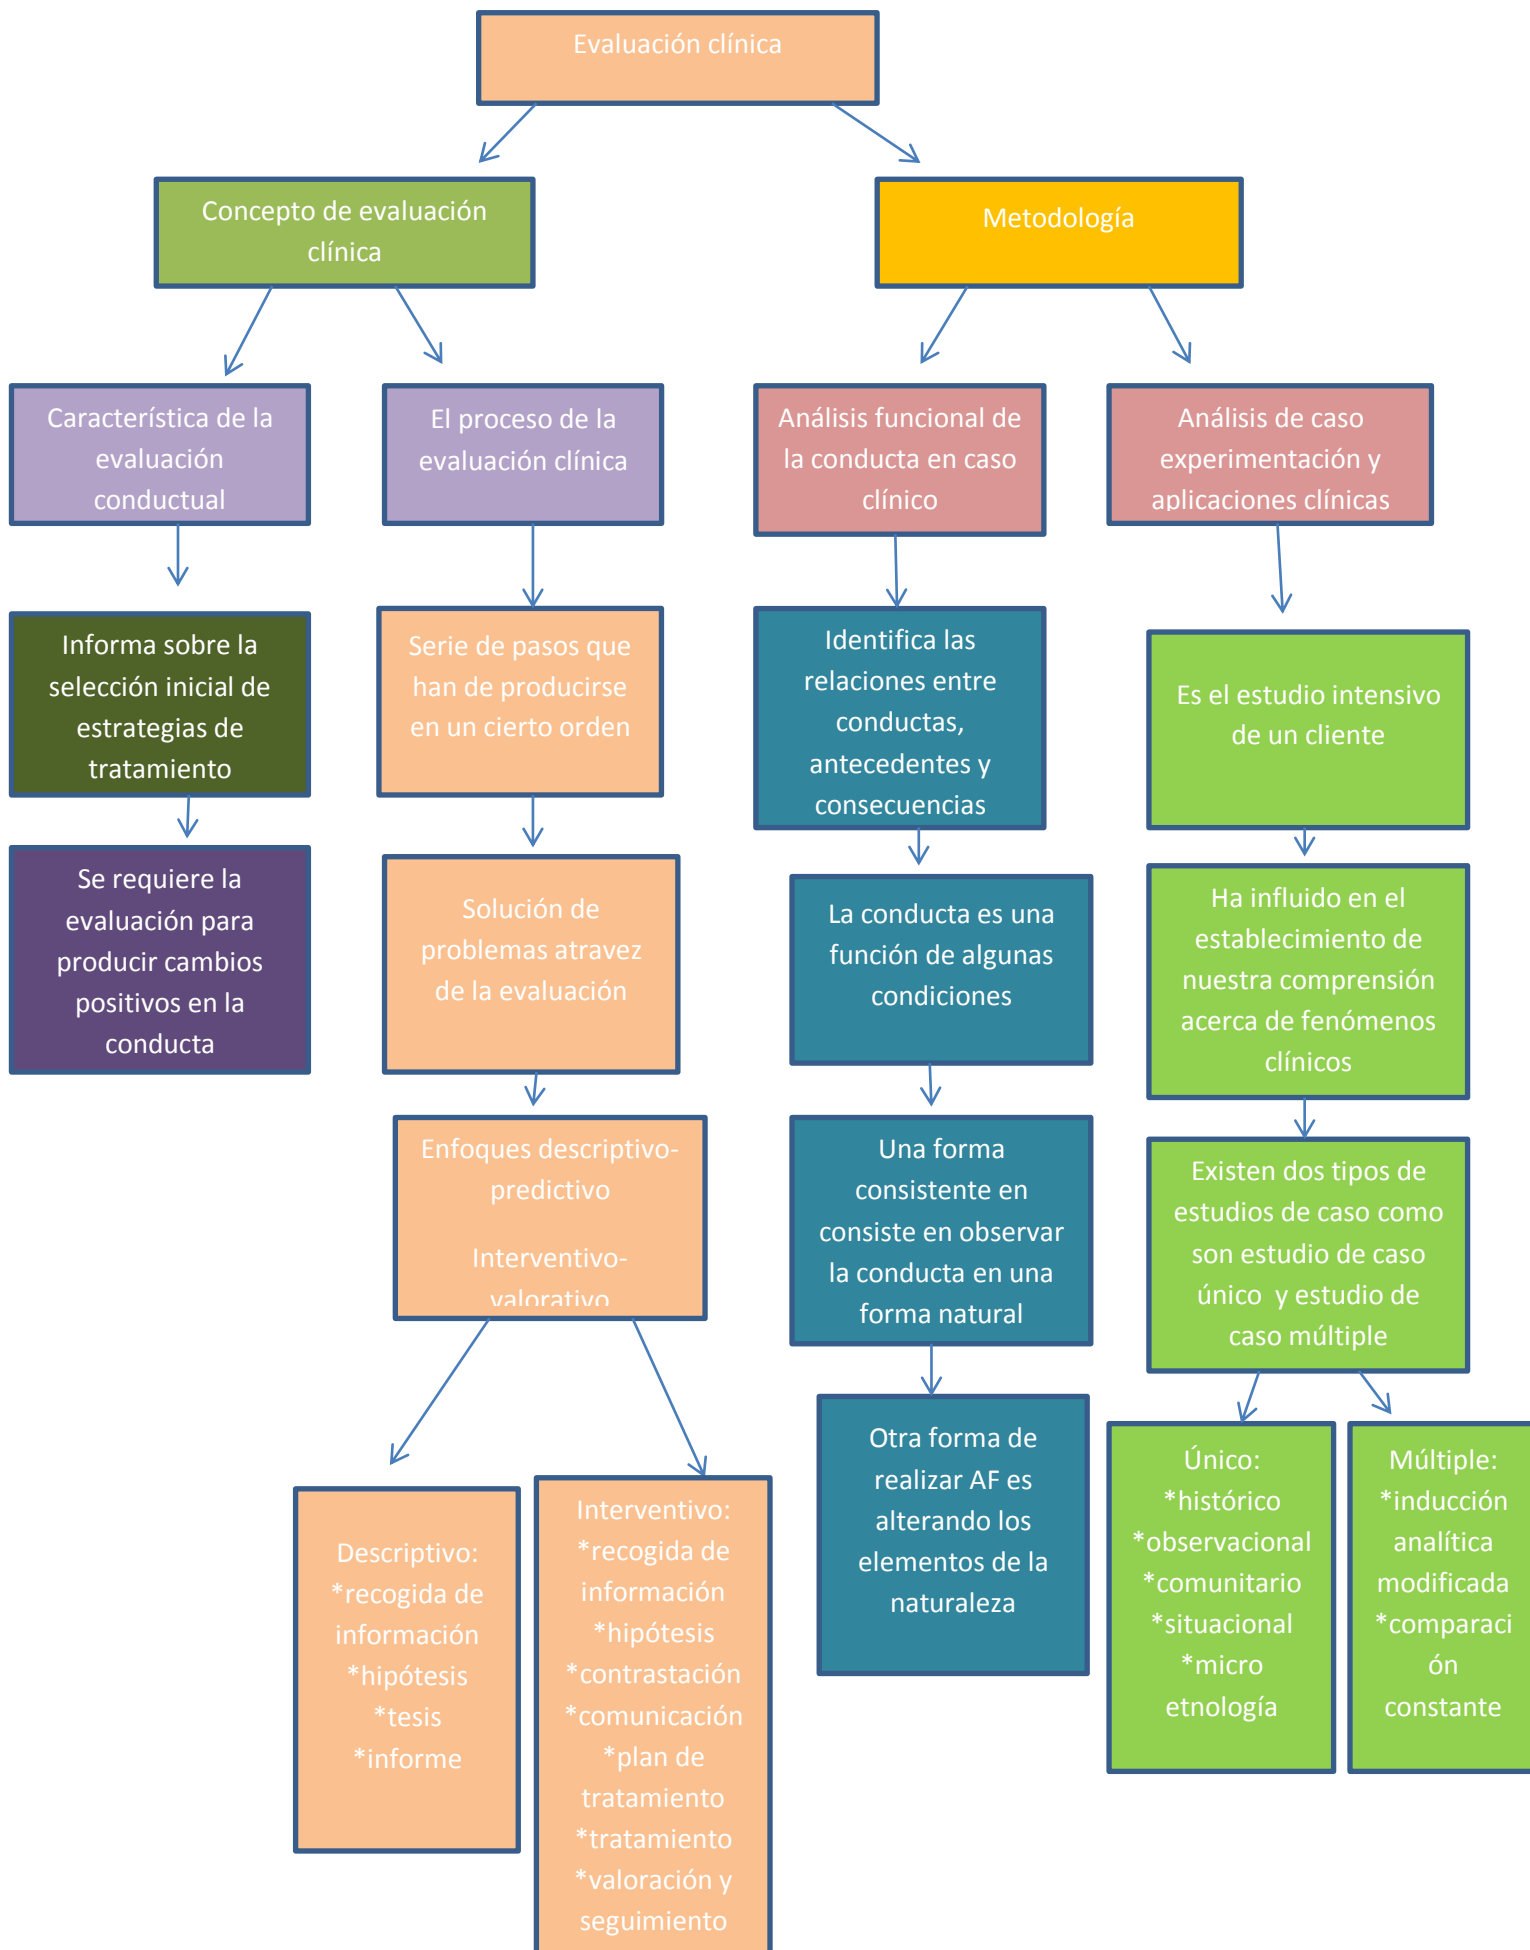 Evaluación clínica
Concepto de evaluación
clínica
Metodología
Característica de la
evaluación
conductual
El proceso de la
evaluación clínica
Análisis funcional de
la conducta en caso
clínico
Análisis de caso
experimentación y
aplicaciones clínicas
Informa sobre la
selección inicial de
estrategias de
tratamiento
Serie de pasos que
han de producirse
en un cierto orden
Identifica las
relaciones entre
conductas,
antecedentes y
consecuencias
Es el estudio intensivo
de un cliente
Se requiere la
evaluación para
producir cambios
positivos en la
conducta
Solución de
problemas atravez
de la evaluación
La conducta es una
función de algunas
condiciones
Ha influido en el
establecimiento de
nuestra comprensión
acerca de fenómenos
clínicos
Enfoques descriptivo-
predictivo
Interventivo-
valorativo
Una forma
consistente en
consiste en observar
la conducta en una
forma natural
Existen dos tipos de
estudios de caso como
son estudio de caso
único  y estudio de
caso múltiple
Descriptivo:
*recogida de
información
*hipótesis
*tesis
*informe
Interventivo:
*recogida de
información
*hipótesis
*contrastación
*comunicación
*plan de
tratamiento
*tratamiento
*valoración y
seguimiento
Otra forma de
realizar AF es
alterando los
elementos de la
naturaleza
Único:
*histórico
*observacional
*comunitario
*situacional
*micro
etnología
Múltiple:
*inducción
analítica
modificada
*comparaci
ón
constante